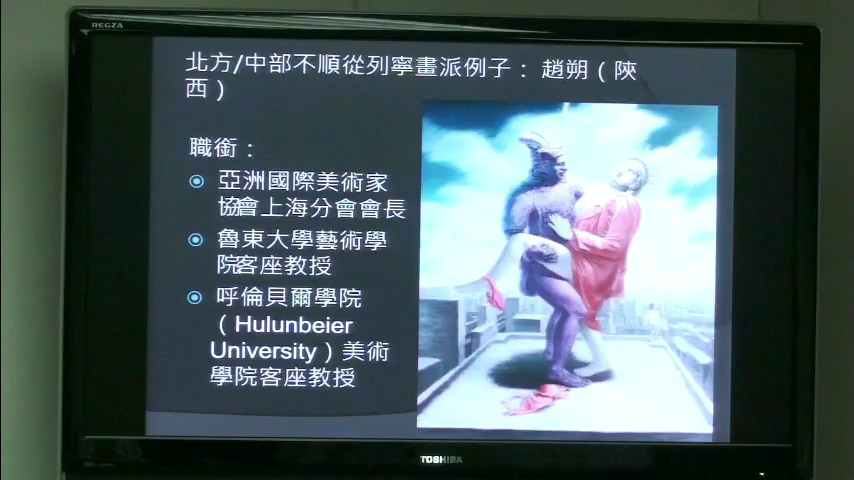 REGZA
北方/中部不順從列寧畫派例子：趙朔（陝
西）
職銜：
亞洲國際美術家
協會上海分會會長
魯東大學藝術學
院客座教授
呼倫貝爾學院
（Hulunbeier
University）美術
學院客座教授
TOSHIBA